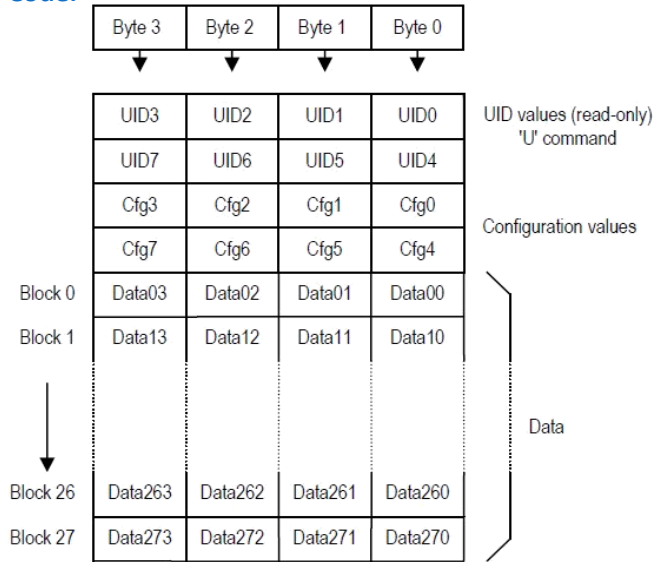 Byte 3 Byte 2 Byte 1 Byte 0
UID3 UID2 UID1 UID0 UID values (read-only)
'U' command
UID7 UID6 UID5 UID4
Cfg3 Cfg2 Cfg1 Cfg0
Configuration values
Cfg7 Cfg6 Cfg5 Cfg4
Block 0 Data03 Data02 Data01 Data00
Block 1 Data13 Data12 Data11 Data10
Data
Block 26 Data263 Data262 Data261 Data260
Block 27 Data273 Data272 Data271 Data270